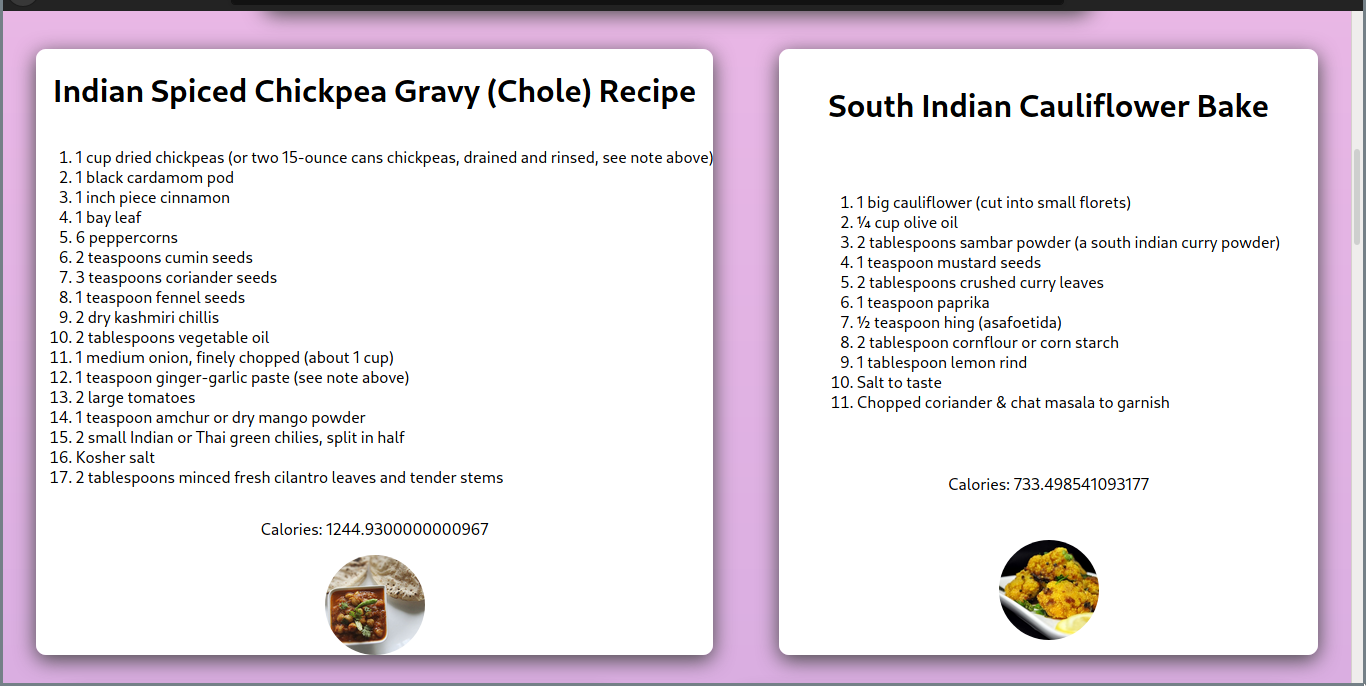 Indian Spiced Chickpea Gravy (Chole) Recipe
1. 1 cup dried chickpeas (or two 15-ounce cans chickpeas, drained and rinsed, see note above)
2. 1 black cardamom pod
3. 1 inch piece cinnamon
4. 1 bay leaf
5. 6 peppercorns
6. 2 teaspoons cumin seeds
7. 3 teaspoons coriander seeds
8. 1 teaspoon fennel seeds
9. 2 dry kashmiri chillis
10. 2 tablespoons vegetable oil
11. 1 medium onion, finely chopped (about 1 cup)
12. 1 teaspoon ginger-garlic paste (see note above)
13. 2 large tomatoes
14. 1 teaspoon amchur or dry mango powder
15. 2 small Indian or Thai green chilies, split in half
16. Kosher salt
17. 2 tablespoons minced fresh cilantro leaves and tender stems
Calories: 1244.9300000000967
South Indian Cauliflower Bake
1. 1 big cauliflower (cut into small florets)
2. ¼ cup olive oil
3. 2 tablespoons sambar powder (a south indian curry powder)
4. 1 teaspoon mustard seeds
5. 2 tablespoons crushed curry leaves
6. 1 teaspoon paprika
7. ½ teaspoon hing (asafoetida)
8. 2 tablespoon cornflour or corn starch
9. 1 tablespoon lemon rind
10. Salt to taste
11. Chopped coriander & chat masala to garnish
Calories: 733.498541093177